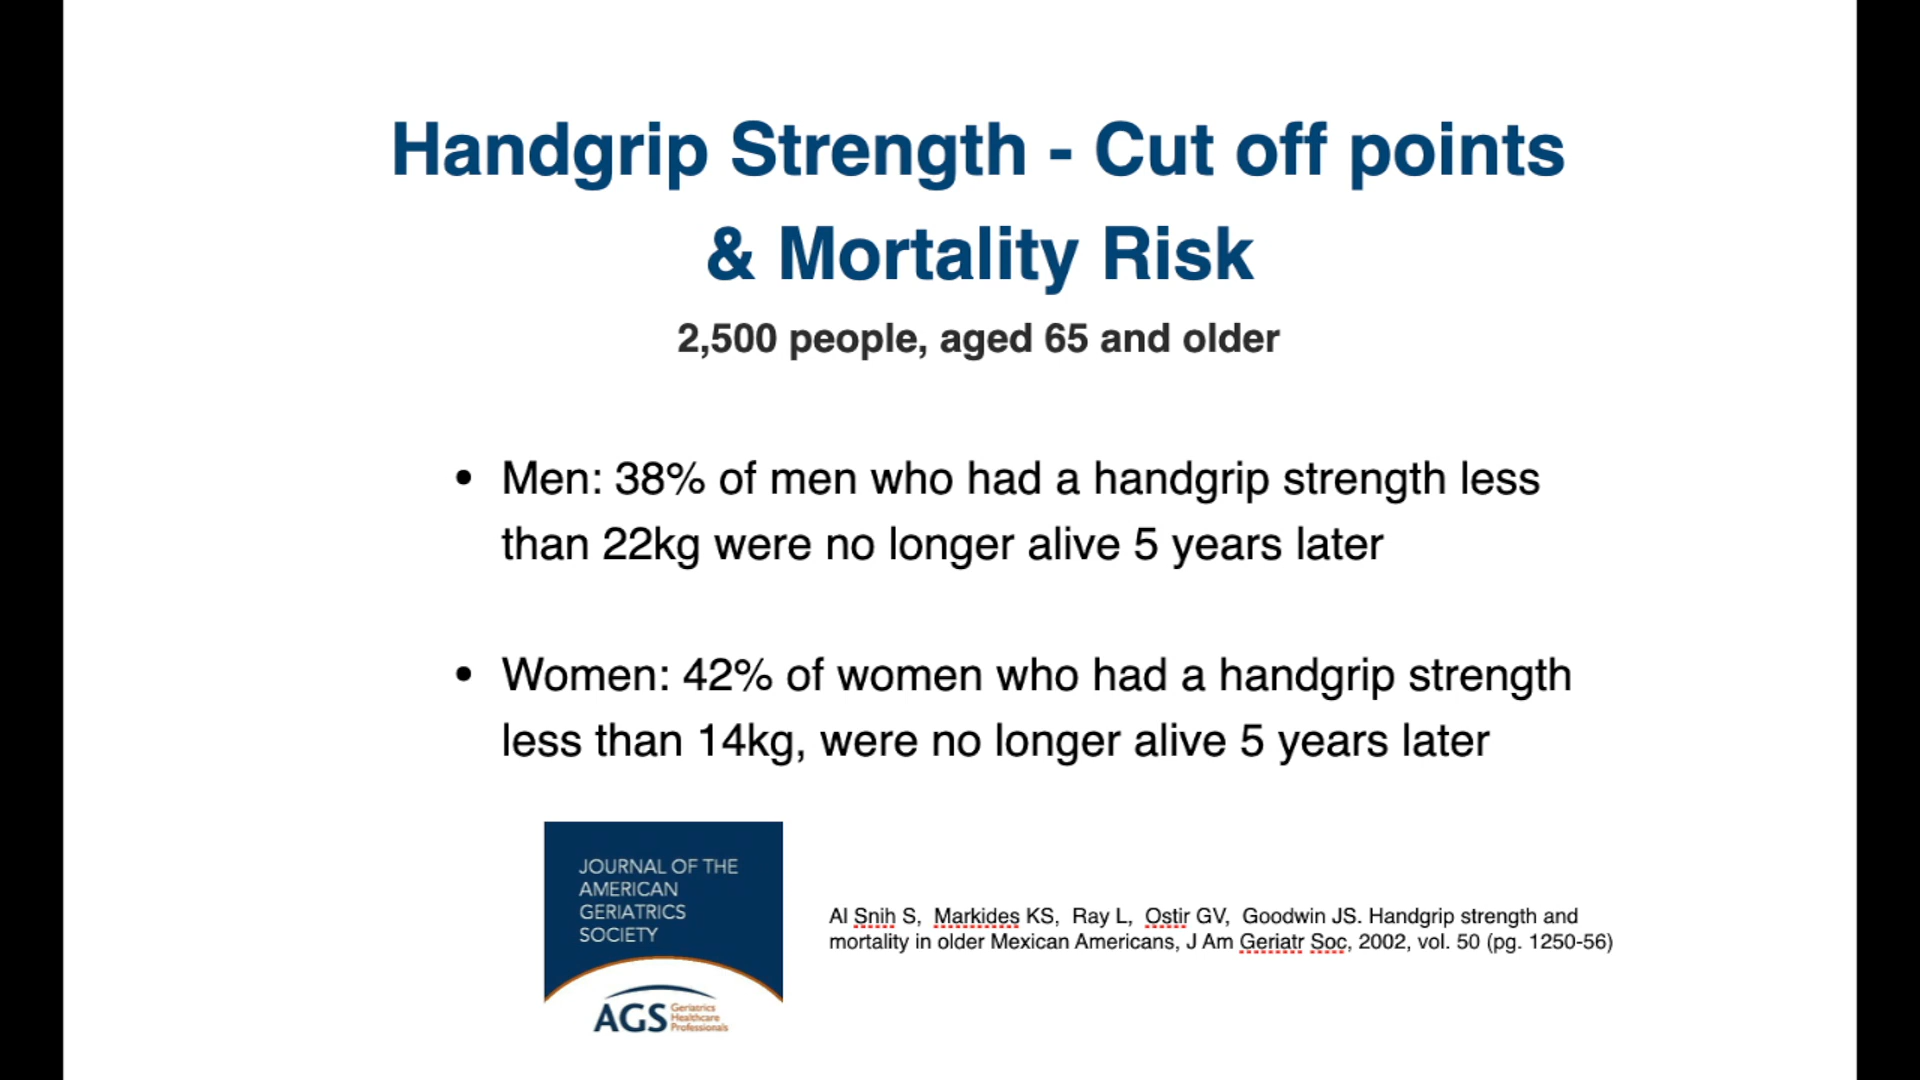 Handgrip Strength - Cut off points
& Mortality Risk
2,500 people, aged 65 and older
• Men: 38% of men who had a handgrip strength less
than 22kg were no longer alive 5 years later
• Women: 42% of women who had a handgrip strength
less than 14kg, were no longer alive 5 years later
JOURNAL OF THE
AMERICAN
GERIATRICS
SOCIETY
AGS Geriatrics
Healthcare
Professionals
Al Snih S, Markides KS, Ray L, Ostir GV, Goodwin JS. Handgrip strength and
mortality in older Mexican Americans, J Am Geriatr Soc, 2002, vol. 50 (pg. 1250-56)